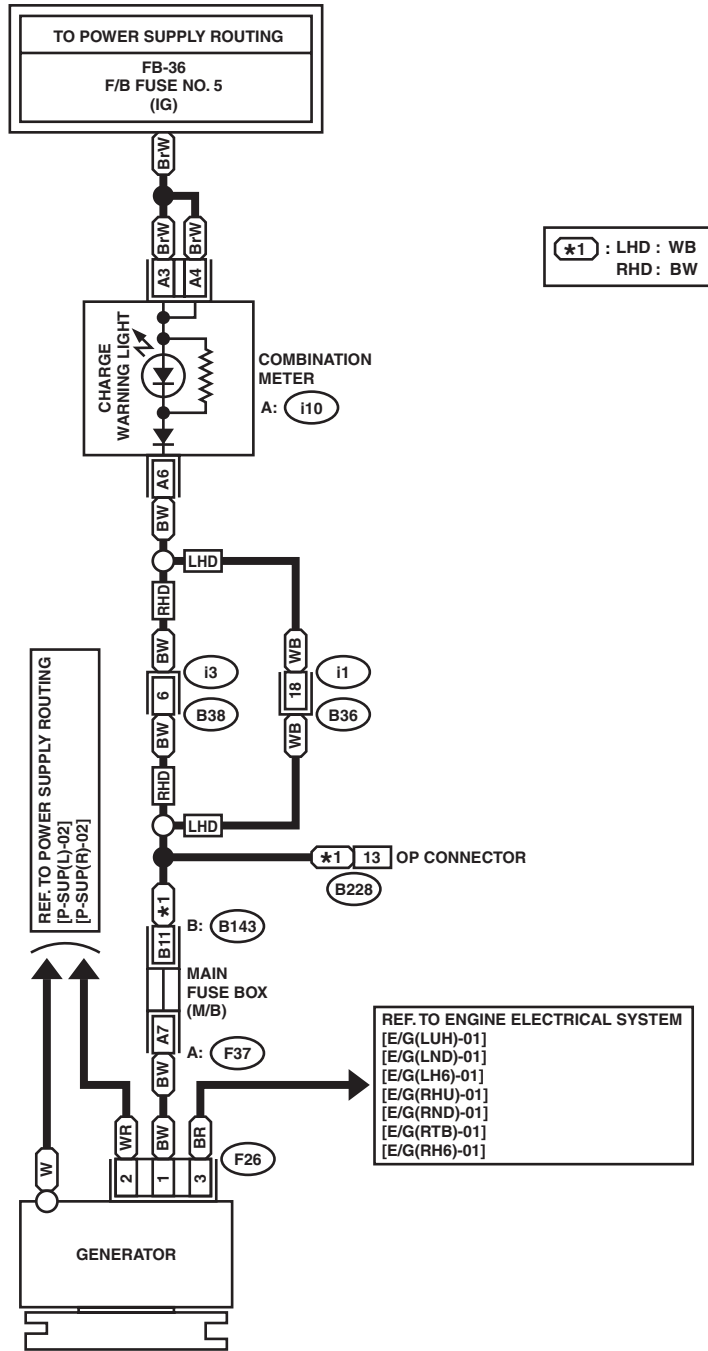 TO POWER SUPPLY ROUTING
FB-36
F/B FUSE NO. 5
(IG)
BrW
BrW
BrW
A3
A4
*1 : LHD : WB
RHD : BW
CHARGE
WARNING LIGHT
COMBINATION
METER
A: i10
A6
BW
LHD
RHD
BW
WB
6
i3
18
i1
B38
B36
BW
WB
RHD
LHD
*1 13 OP CONNECTOR
B228
*1
B: B143
B11
MAIN
FUSE BOX
(M/B)
A7
A: F37
BW
REF. TO POWER SUPPLY ROUTING
[P-SUP(L)-02]
[P-SUP(R)-02]
REF. TO ENGINE ELECTRICAL SYSTEM
[E/G(LUH)-01]
[E/G(LND)-01]
[E/G(LH6)-01]
[E/G(RHU)-01]
[E/G(RND)-01]
[E/G(RTB)-01]
[E/G(RH6)-01]
W
WR
BW
BR
2
1
3
F26
GENERATOR